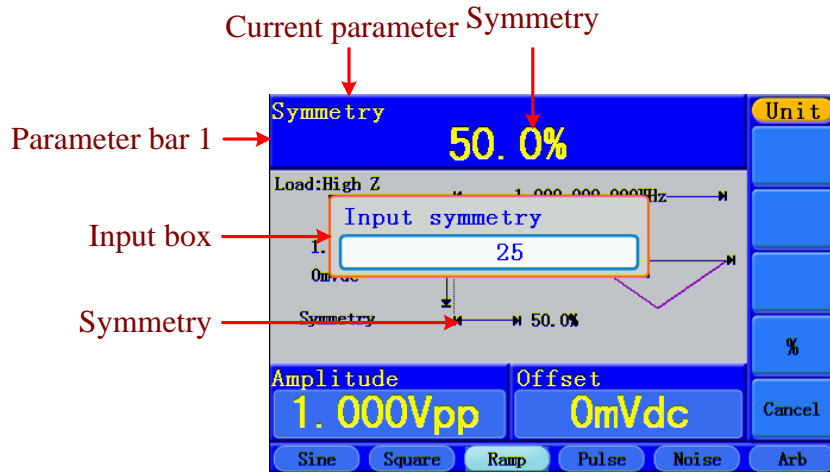 Current parameter Symmetry
Symmetry
Unit
Parameter bar 1
50.0%
Load:High Z
Input symmetry
Input box
25
1.
Symmetry
Symmetry
50.0%
%
Amplitude
Offset
1.000Vpp
0mVdc
Cancel
Sine Square Ramp Pulse Noise Arb